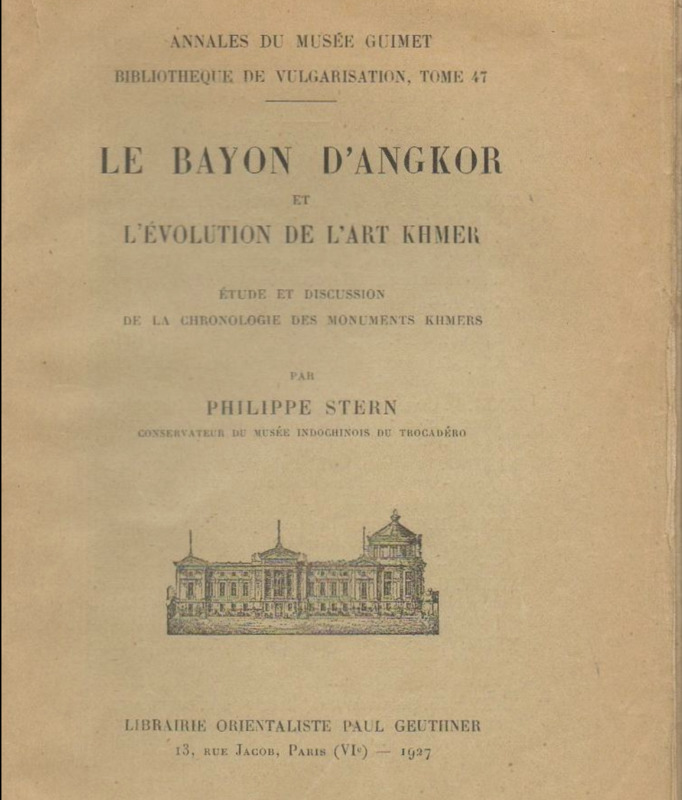 ANNALES DU MUSÉE GUIMET
BIBLIOTHEQUE DE VULGARISATION, TOME 47
LE BAYON D'ANGKOR
ET
L'ÉVOLUTION DE L'ART KHMER
ÉTUDE ET DISCUSSION
DE LA CHRONOLOGIE DES MONUMENTS KHMERS
PAR
PHILIPPE STERN
CONSERVATEUR DU MUSÉE INDOCHINOIS DU TROCADÉRO
LIBRAIRIE ORIENTALISTE PAUL GEUTHNER
13, RUE JACOB, PARIS (VIe) — 1927